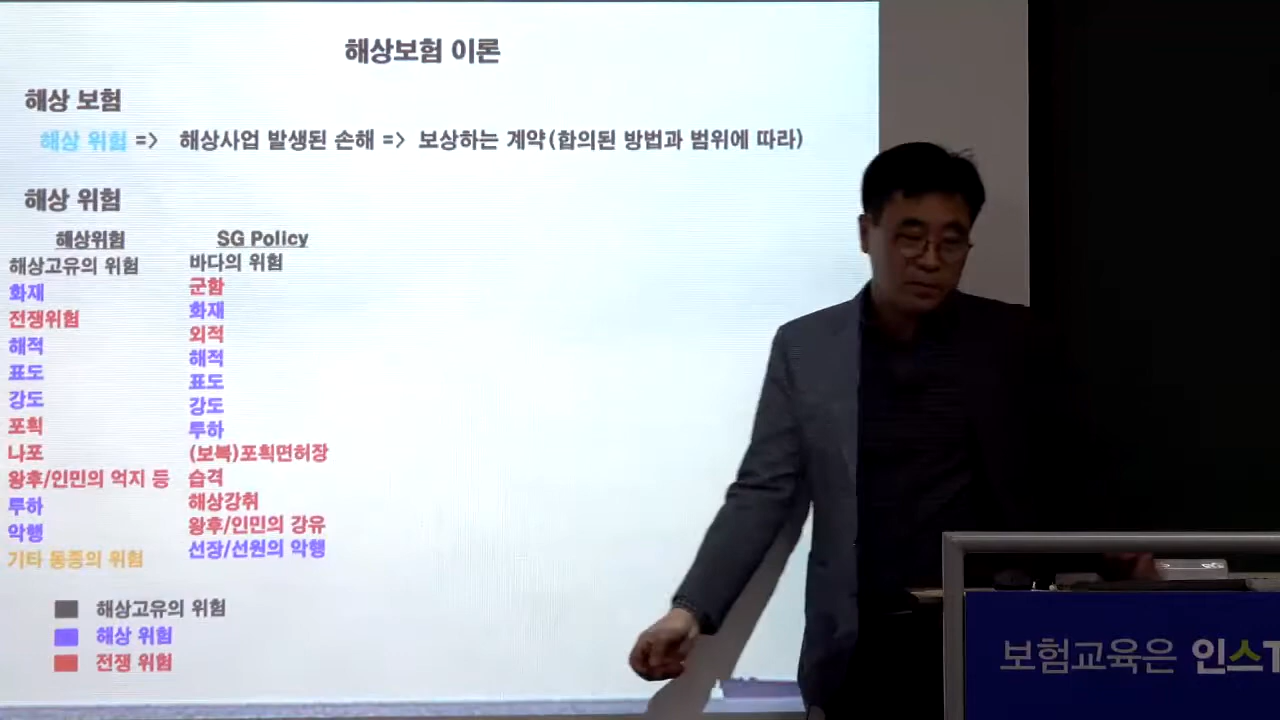 해상보험 이론
해상 보험
해상 위험 => 해상사업 발생된 손해 => 보상하는 계약(합의된 방법과 범위에 따라)
해상 위험
해상위험
해상고유의 위험
화재
전쟁위험
해적
표도
강도
포획
나포
왕후/인민의 억지 등
투하
악행
기타 동종의 위험
SG Policy
바다의 위험
군함
화재
외적
해적
표도
강도
투하
(보복)포획면허장
습격
해상강취
왕후/인민의 강유
선장/선원의 악행
해상고유의 위험
해상 위험
전쟁 위험
보험교육은 인스